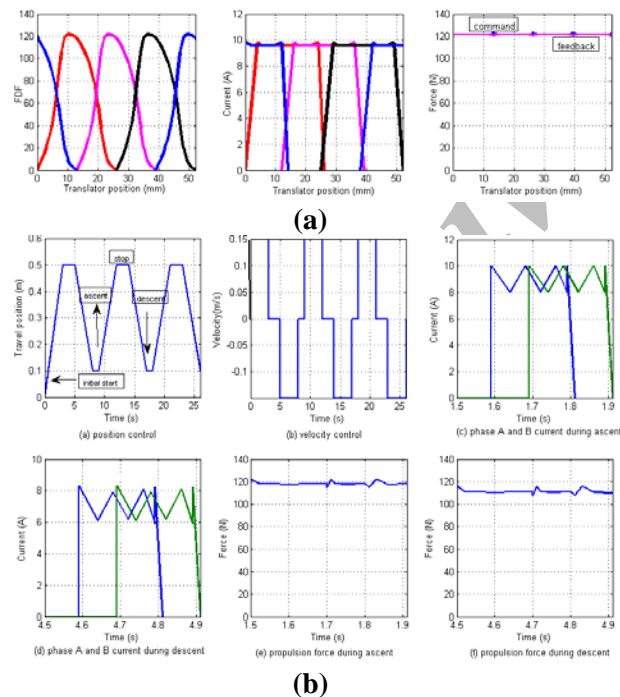 FDF
140
120
100
80
60
40
20
0
0 10 20 30 40 50
Translator position (mm)
Current (A)
12
10
8
6
4
2
0
0 10 20 30 40 50
Translator position (mm)
Force (N)
140
120
100
80
60
40
20
0
command
feedback
0 10 20 30 40 50
Translator position (mm)
(a)
Travel position (m)
0.6
0.5
0.4
0.3
0.2
0.1
0
stop
ascent
descent
initial start
0 5 10 15 20 25
Time (s)
(a) position control
Velocity(m/s)
0.1
0.05
0
-0.05
-0.1
0 5 10 15 20 25
Time (s)
(b) velocity control
Current (A)
12
10
8
6
4
2
0
1.5 1.6 1.7 1.8 1.9
Time (s)
(c) phase A and B current during ascent
Current (A)
10
8
6
4
2
0
4.5 4.6 4.7 4.8 4.9
Time (s)
(d) phase A and B current during descent
Force (N)
140
120
100
80
60
40
20
0
1.5 1.6 1.7 1.8 1.9
Time (s)
(e) propulsion force during ascent
Force (N)
140
120
100
80
60
40
20
0
4.5 4.6 4.7 4.8 4.9
Time (s)
(f) propulsion force during descent
(b)